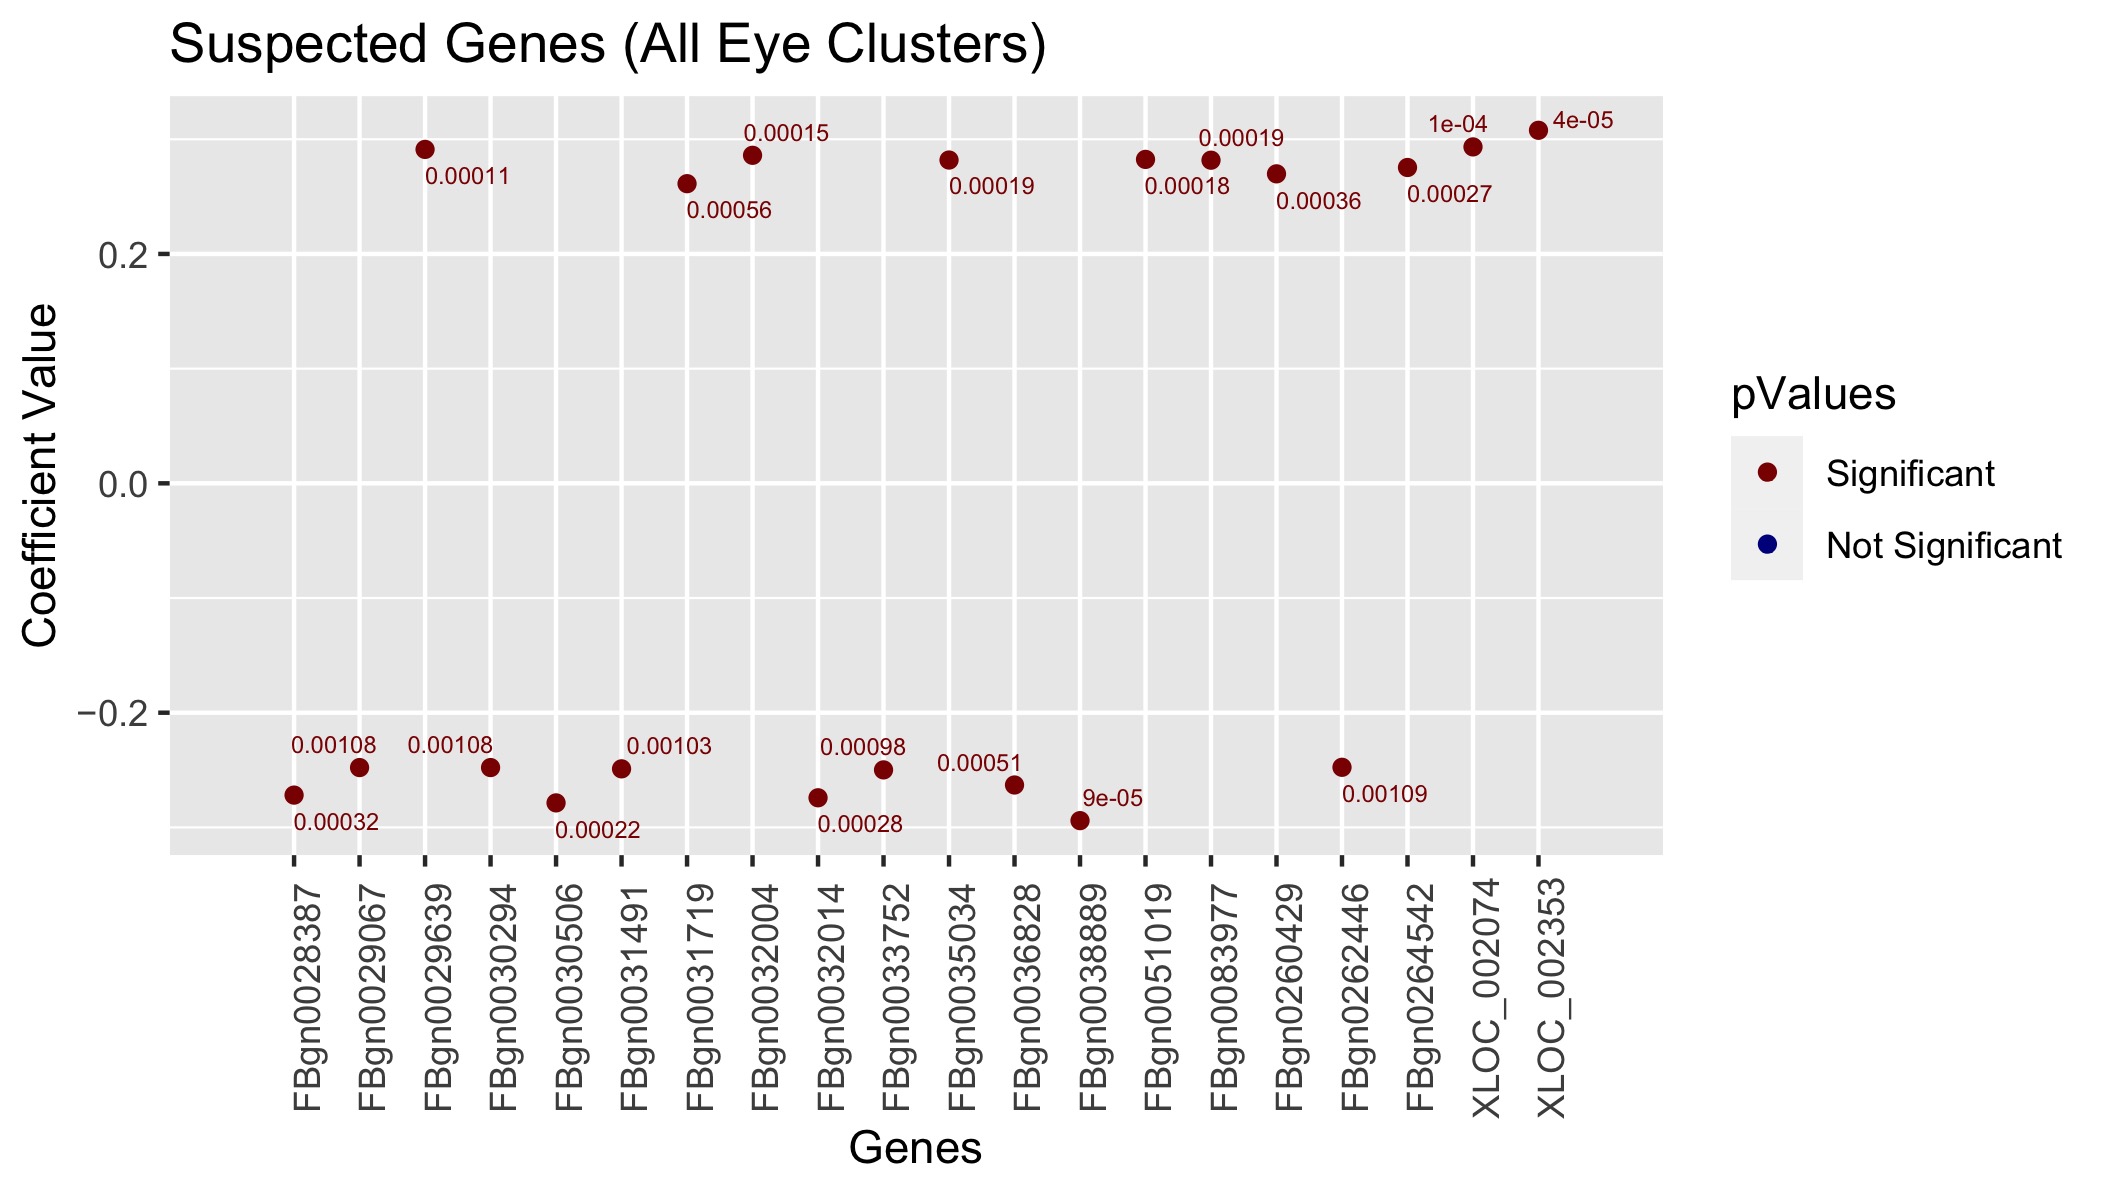 Suspected Genes (All Eye Clusters)
Coefficient Value
0.2
0.0
−0.2
0.00011
0.00056
0.00015
0.00019
0.00018
0.00019
0.00036
0.00027
1e-04
4e-05
0.00108
0.00032
0.00108
0.00022
0.00103
0.00098
0.00028
0.00051
9e-05
0.00109
FBgn0028387
FBgn0029067
FBgn0029639
FBgn0030294
FBgn0030506
FBgn0031491
FBgn0031719
FBgn0032004
FBgn0032014
FBgn0033752
FBgn0035034
FBgn0036828
FBgn0038889
FBgn0051019
FBgn0083977
FBgn0260429
FBgn0262446
FBgn0264542
XLOC_002074
XLOC_002353
Genes
pValues
Significant
Not Significant